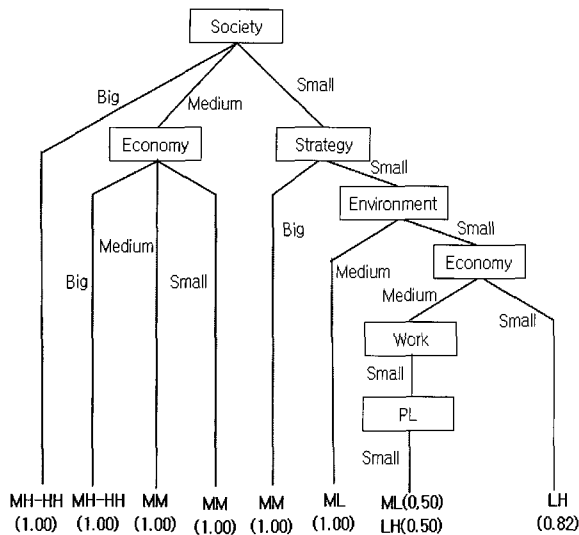 Society
Big
Medium
Small
Economy
Strategy
Small
Environment
Big
Medium
Small
Medium
Economy
Big
Small
Medium
Small
Work
Small
PL
Small
MH-HH MH-HH MM MM MM ML ML(0,50) LH
(1.00) (1.00) (1.00) (1.00) (1.00) (1.00) LH(0.50) (0.82)